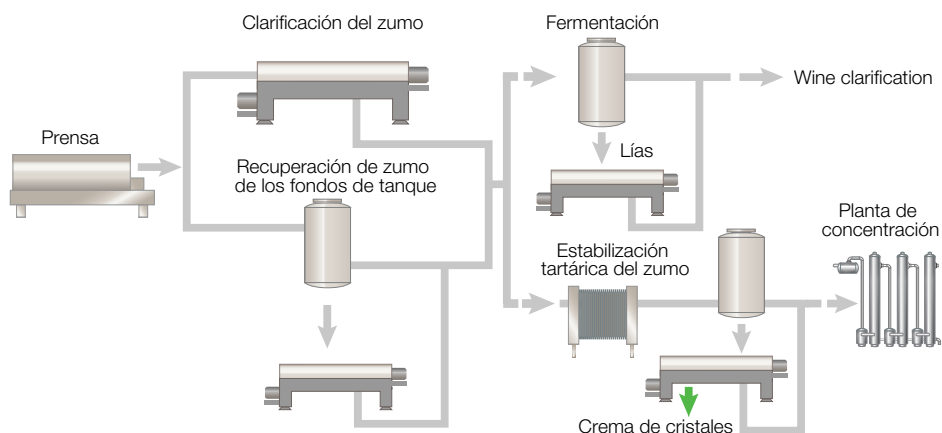 Clarificación del zumo
Fermentación
Wine clarification
Prensa
Recuperación de zumo
de los fondos de tanque
Lías
Planta de
concentración
Estabilización
tartárica del zumo
Crema de cristales